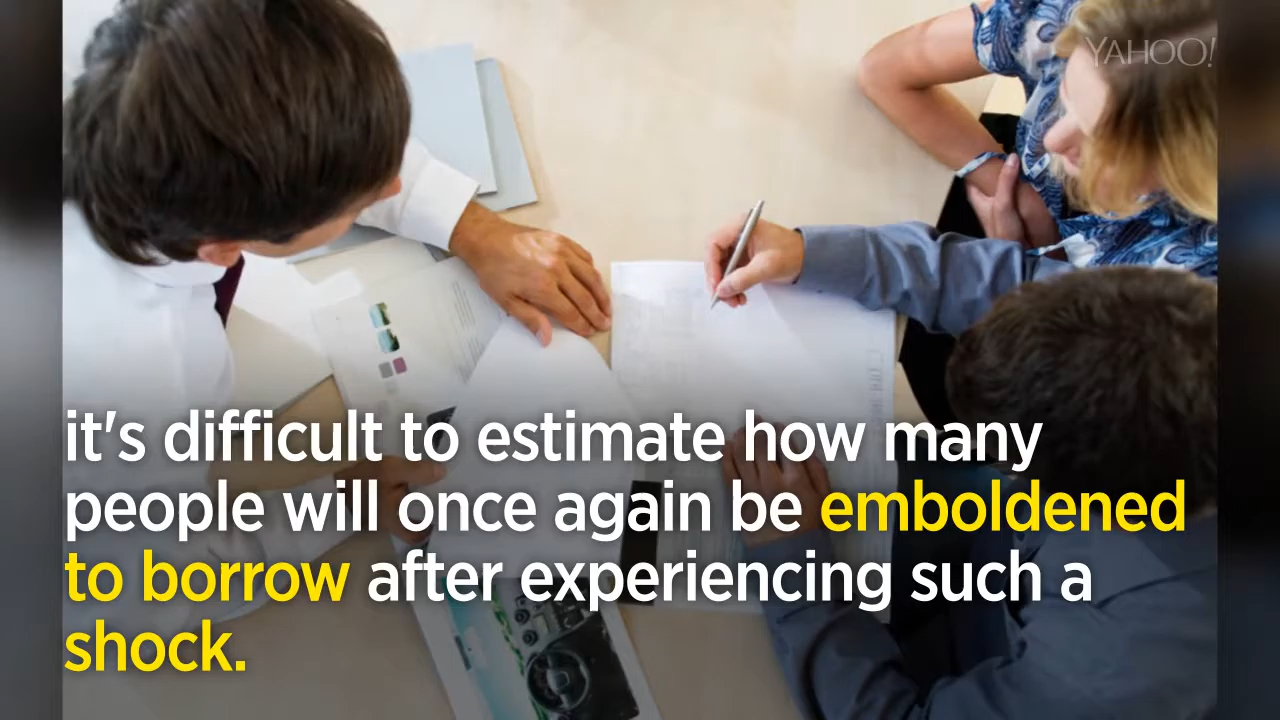 YAHOO!
it's difficult to estimate how many
people will once again be emboldened
to borrow after experiencing such a
shock.